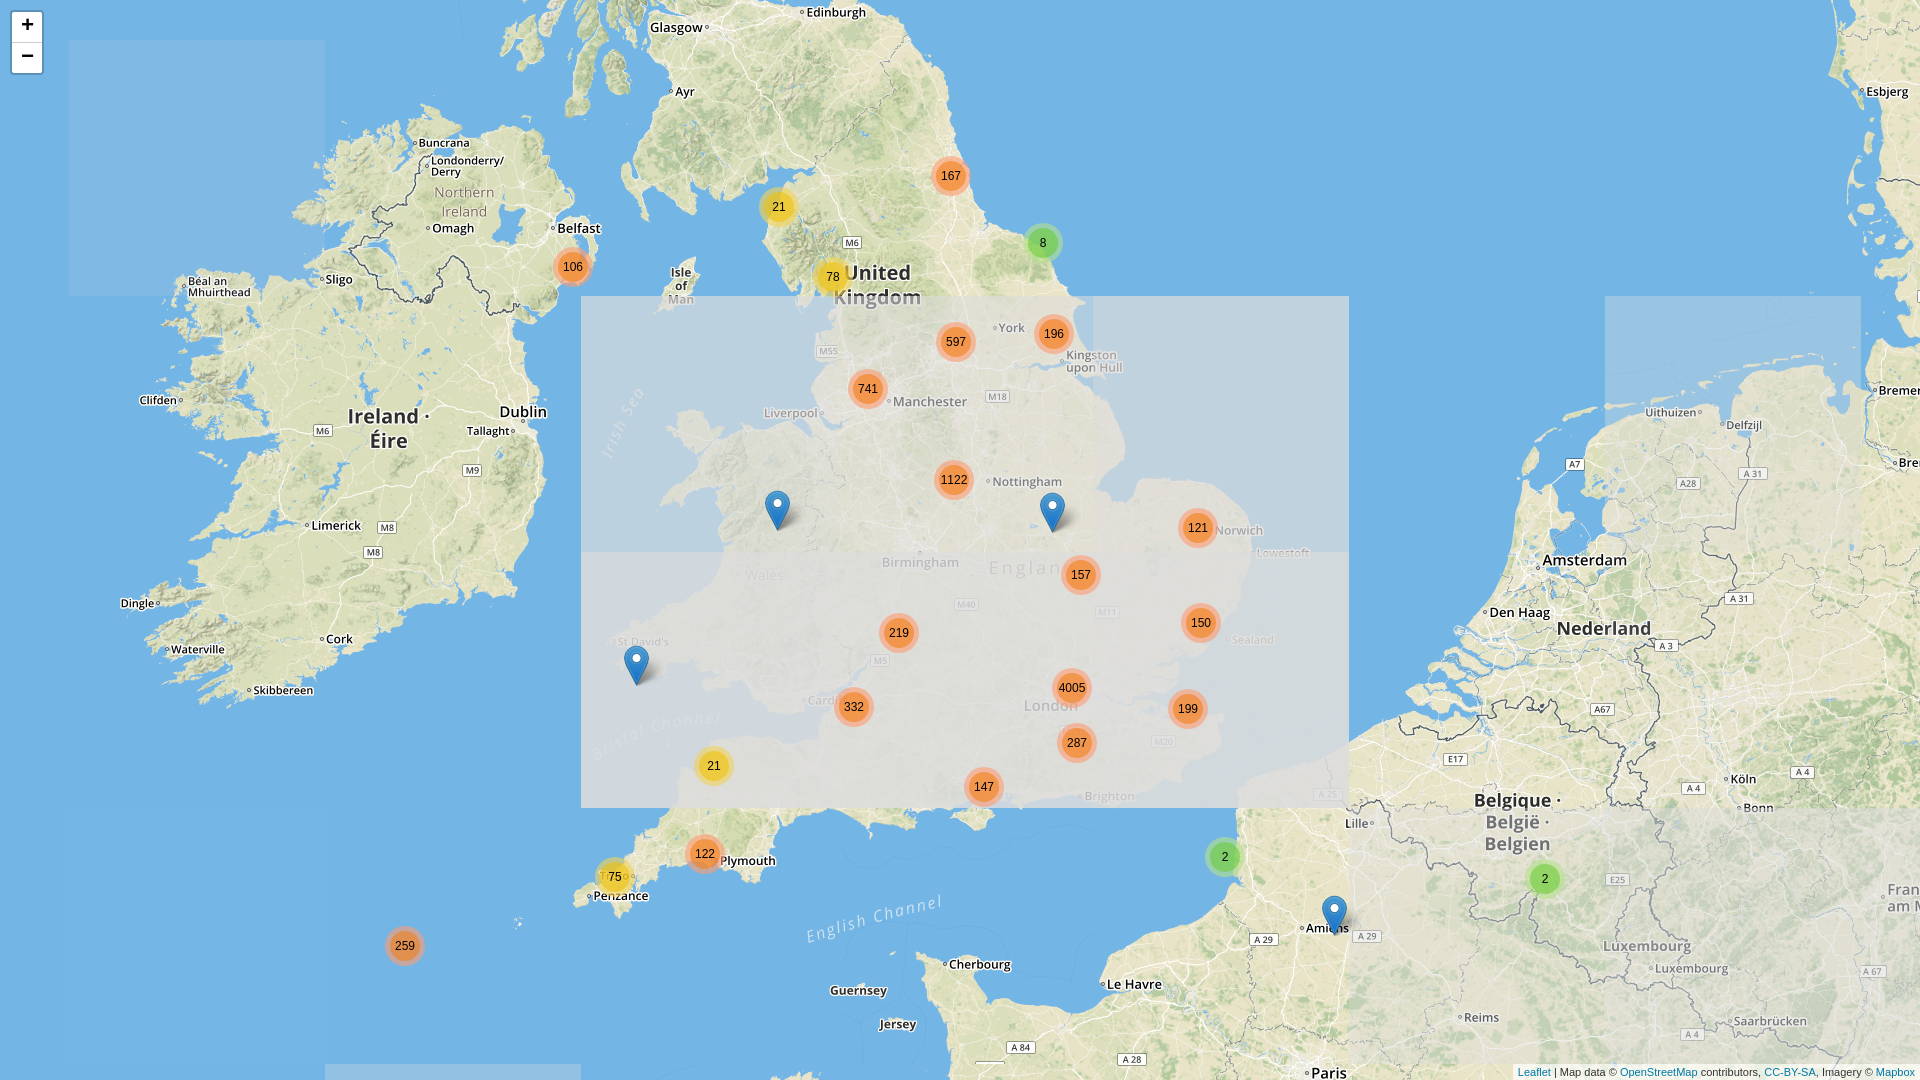 +
−
Edinburgh
Glasgow
Ayr
Esbjerg
Buncrana
Londonderry/
Derry
Northern
Ireland
Omagh
Belfast
167
21
8
M6
106
78
United
Kingdom
Isle
of
Man
Sligo
Béal an
Mhuirthead
York
196
597
M55
Kingston
upon Hull
741
Manchester
M18
Liverpool
Irish Sea
Clifden
Ireland ·
Éire
Dublin
Tallaght
M6
M9
Uithuizen
Delfzijl
A7
A 31
A28
1122
Nottingham
121
Norwich
Lowestoft
Limerick
M8
M8
Birmingham
157
Wales
M40
M11
219
150
Sealand
St David's
M5
Amsterdam
Den Haag
Nederland
A 31
A 3
Dingle
Cork
Waterville
Skibbereen
4005
London
199
332
287
M20
Bristol Channel
21
147
Brighton
A 25
A67
E17
Köln
A 4
A 4
Bonn
Belgique ·
België ·
Belgien
Lille
122
Plymouth
75
Penzance
2
2
E25
English Channel
259
Amiens
A 29
A 29
Luxembourg
Luxembourg
A 67
Cherbourg
Le Havre
Guernsey
Jersey
Reims
Saarbrücken
A 4
A 84
A 28
Paris
Leaflet | Map data © OpenStreetMap contributors, CC-BY-SA, Imagery © Mapbox